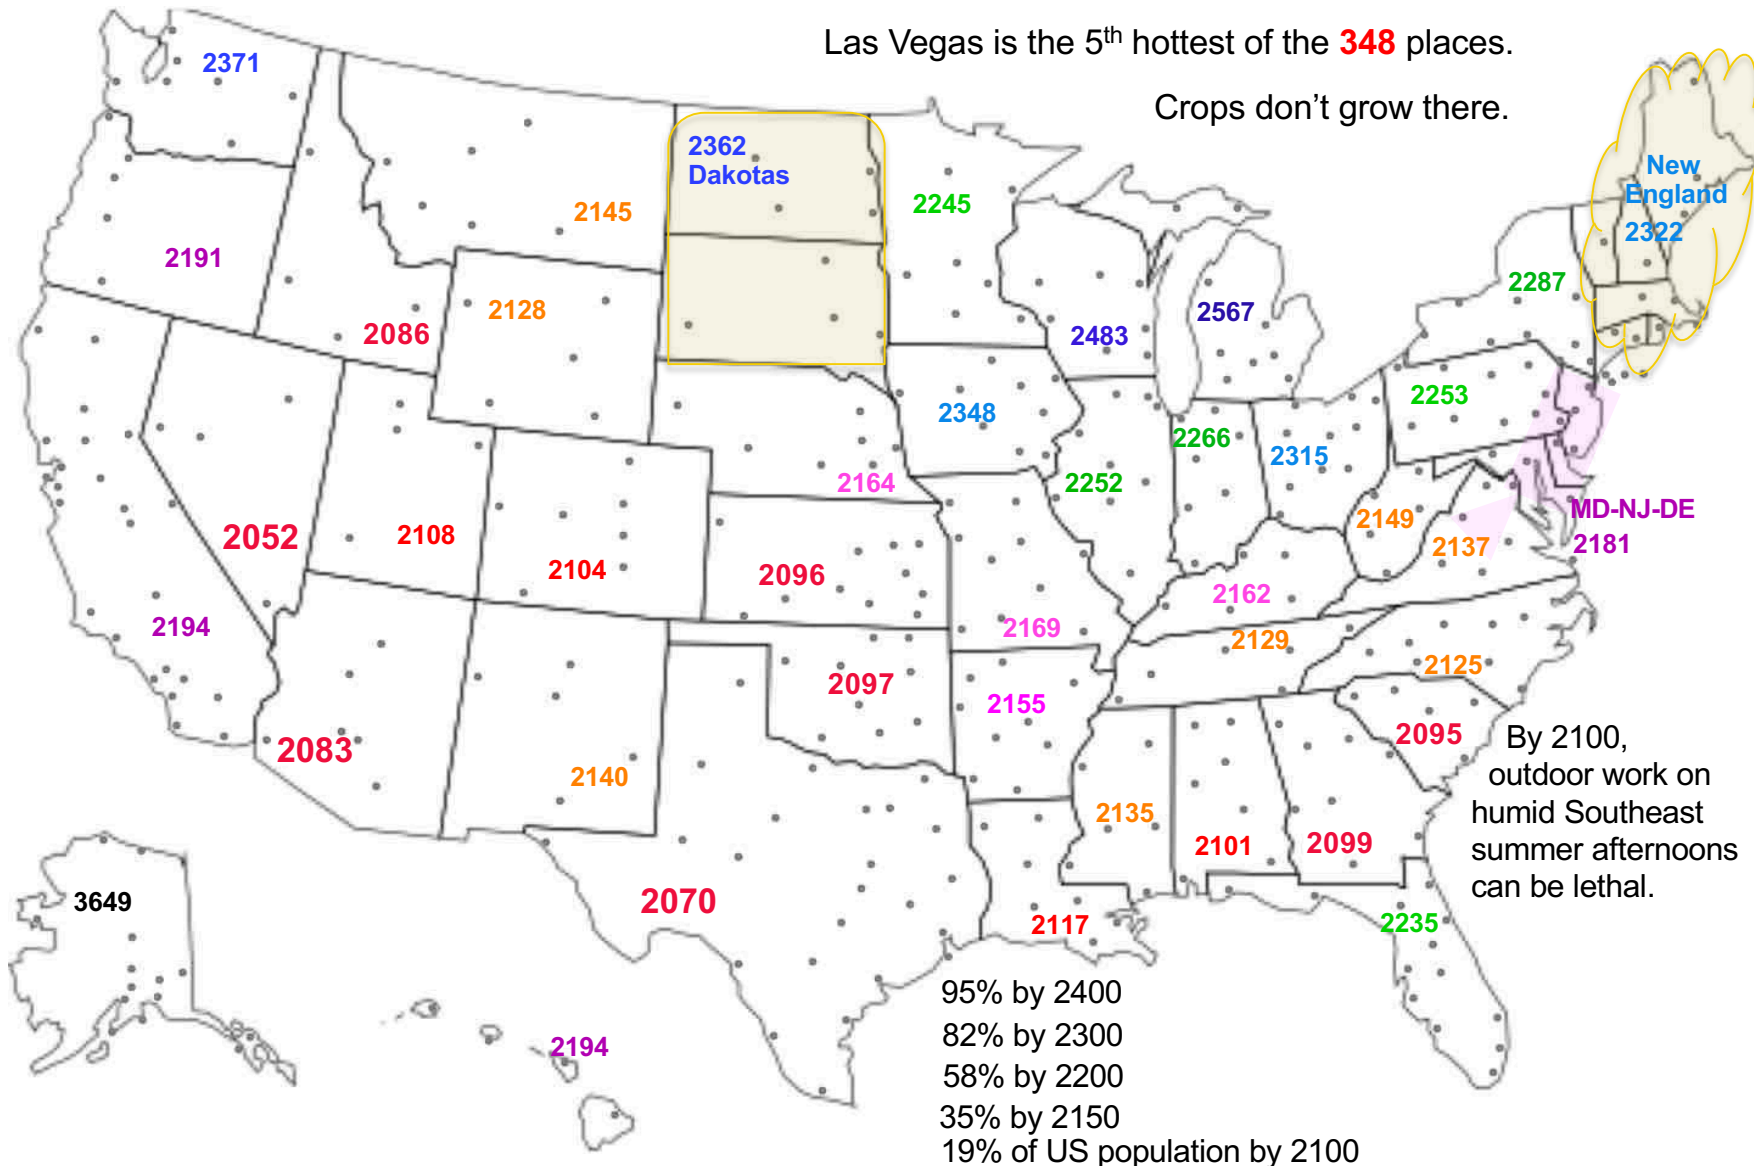 Las Vegas is the 5th hottest of the 348 places.
Crops don't grow there.
2371
2362
Dakotas
New
England
2322
2145
2245
2191
2287
2128
2086
2483
2567
2253
2348
2266
2315
2164
2252
MD-NJ-DE
2181
2052
2108
2104
2096
2149
2137
2162
2194
2169
2129
2125
2097
2155
2083
2095
2140
By 2100,
outdoor work on
humid Southeast
summer afternoons
can be lethal.
2135
2101
2099
3649
2070
2117
2235
2194
95% by 2400
82% by 2300
58% by 2200
35% by 2150
19% of US population by 2100